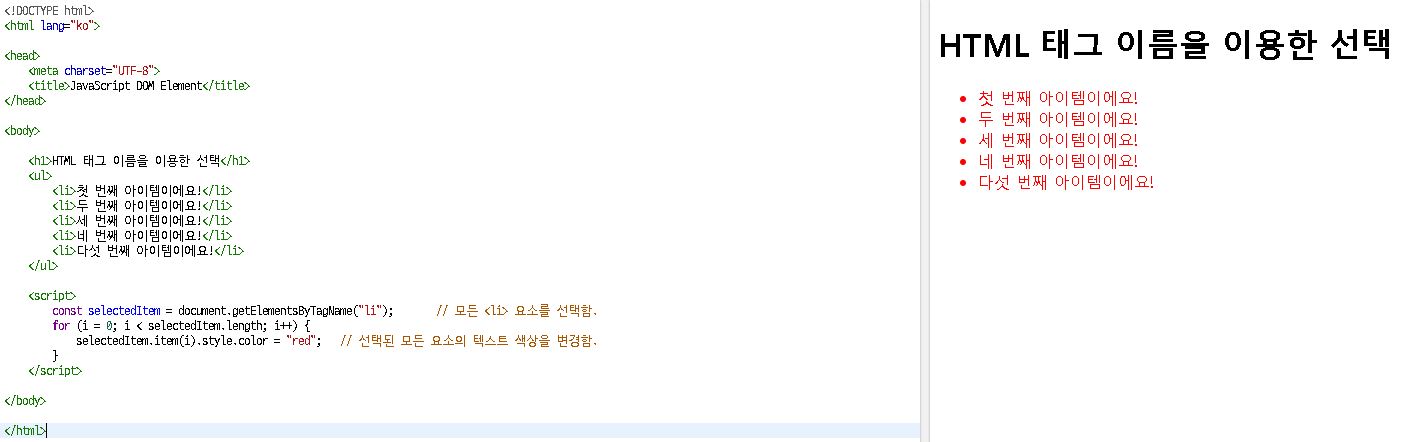 <!DOCTYPE html>
<html lang="ko">
<head>
<meta charset="UTF-8">
<title>JavaScript DOM Element</title>
</head>
<body>
<h1>HTML 태그 이름을 이용한 선택</h1>
<ul>
<li>첫 번째 아이템이에요!</li>
<li>두 번째 아이템이에요!</li>
<li>세 번째 아이템이에요!</li>
<li>네 번째 아이템이에요!</li>
<li>다섯 번째 아이템이에요!</li>
</ul>
<script>
const selectedItem = document.getElementsByTagName("li"); // 모든 <li> 요소를 선택함.
for (i = 0; i < selectedItem.length; i++) {
selectedItem.item(i).style.color = "red"; // 선택된 모든 요소의 텍스트 색상을 변경함.
}
</script>
</body>
</html>
HTML 태그 이름을 이용한 선택
• 첫 번째 아이템이에요!
• 두 번째 아이템이에요!
• 세 번째 아이템이에요!
• 네 번째 아이템이에요!
• 다섯 번째 아이템이에요!